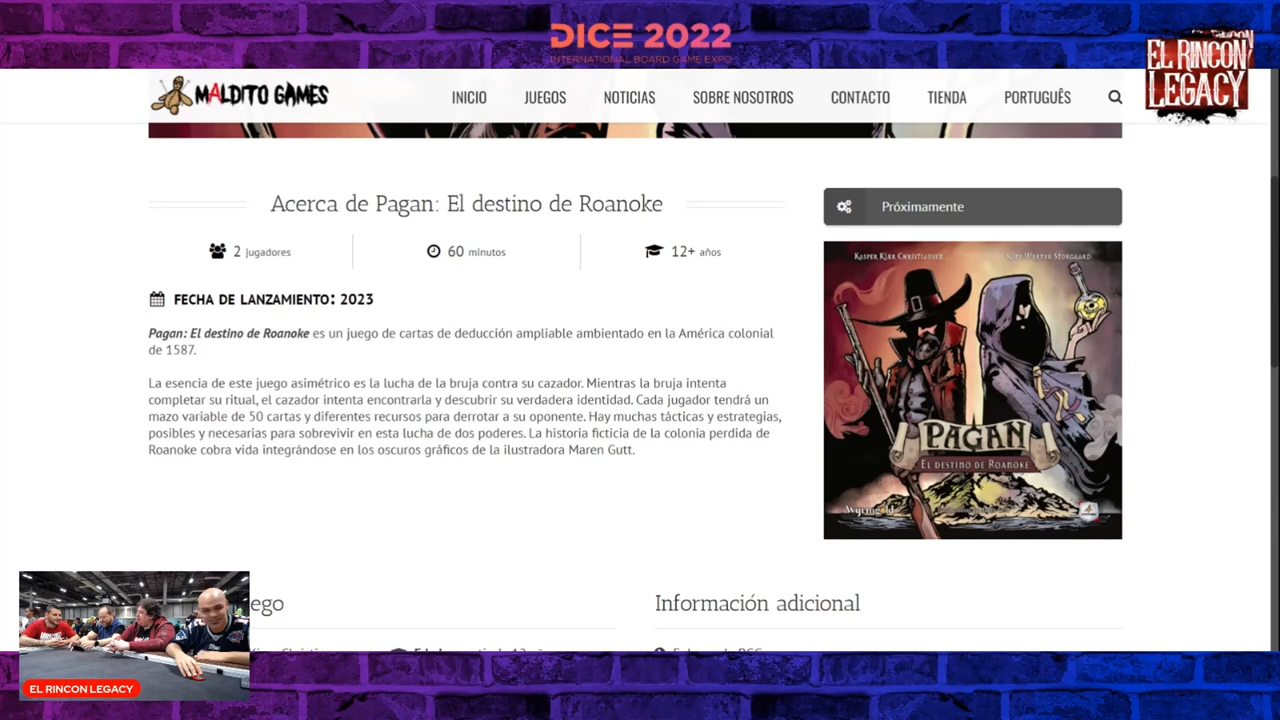 DICE 2022
INTERNATIONAL BOARD GAME EXPO
EL RINCON
LEGACY
MALDITO GAMES
INICIO JUEGOS NOTICIAS SOBRE NOSOTROS CONTACTO TIENDA PORTUGUÊS
Acerca de Pagan: El destino de Roanoke
2 jugadores
60 minutos
12+ años
FECHA DE LANZAMIENTO: 2023
Pagan: El destino de Roanoke es un juego de cartas de deducción ampliable ambientado en la América colonial
de 1587.
La esencia de este juego asimétrico es la lucha de la bruja contra su cazador. Mientras la bruja intenta
completar su ritual, el cazador intenta encontrarla y descubrir su verdadera identidad. Cada jugador tendrá un
mazo variable de 50 cartas y diferentes recursos para derrotar a su oponente. Hay muchas tácticas y estrategias,
posibles y necesarias para sobrevivir en esta lucha de dos poderes. La historia ficticia de la colonia perdida de
Roanoke cobra vida integrándose en los oscuros gráficos de la ilustradora Maren Gutt.
Próximamente
KASPER KJÆR CHRISTIANSEN KÅRE WERNER STORGAARD
PAGAN
EL DESTINO DE ROANOKE
Wyrmgold
ego
Información adicional
EL RINCON LEGACY